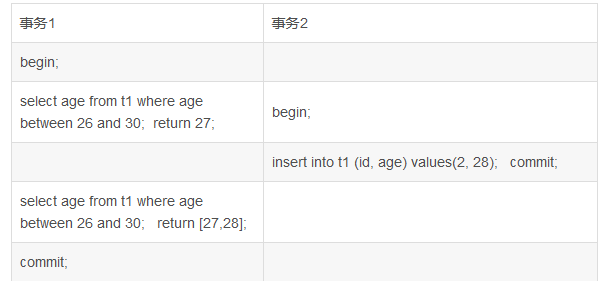 事务1 事务2
begin;
select age from t1 where age
between 26 and 30;  return 27;
begin;
insert into t1 (id, age) values(2, 28);   commit;
select age from t1 where age
between 26 and 30;   return [27,28];
commit;